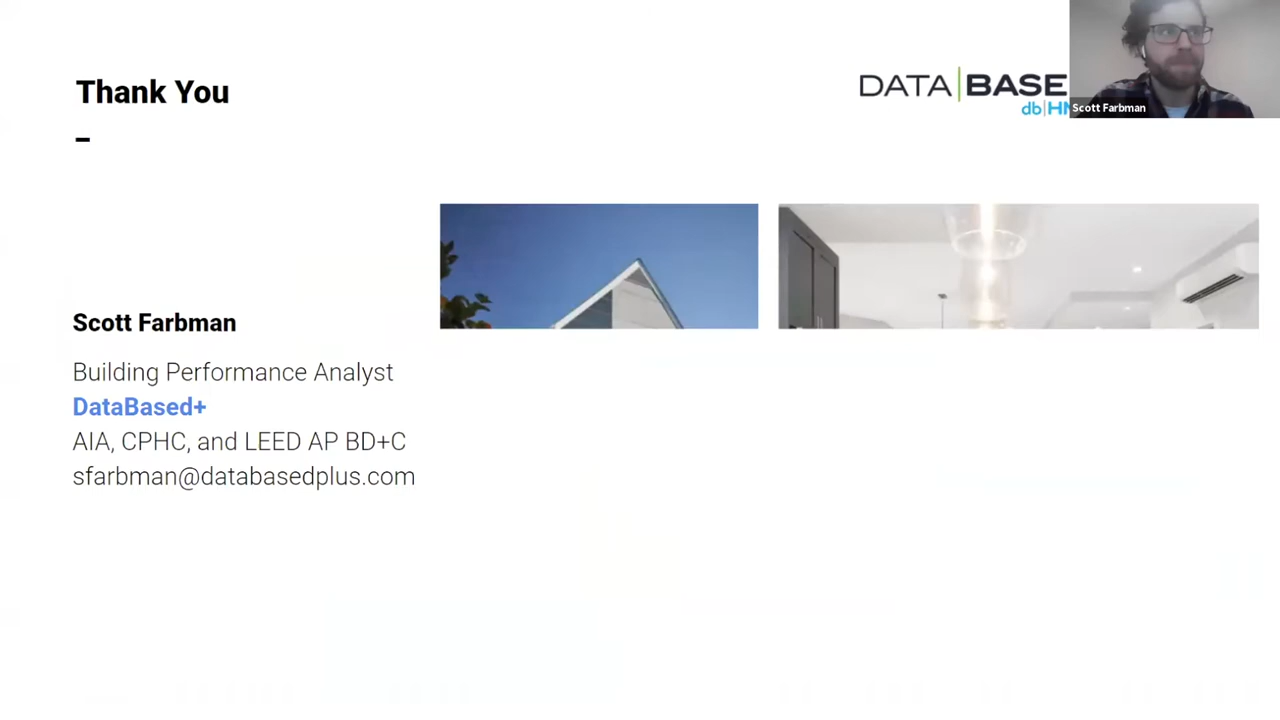 Thank You
DATA|BASE
db|HN
Scott Farbman
Scott Farbman
Building Performance Analyst
DataBased+
AIA, CPHC, and LEED AP BD+C
sfarbman@databasedplus.com